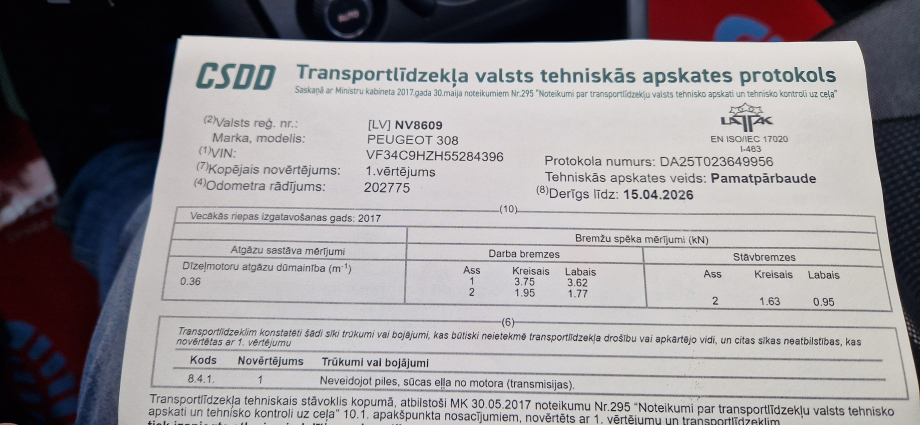 AUTO
CSDD Transportlīdzekļa valsts tehniskās apskates protokols
Saskaņā ar Ministru kabineta 2017.gada 30.maija noteikumiem Nr.295 "Noteikumi par transportlīdzekļu valsts tehnisko apskati un tehnisko kontroli uz ceļa"
(2)Valsts reģ. nr.: [LV] NV8609
Marka, modelis: PEUGEOT 308
(1)VIN: VF34C9HZH55284396
(7)Kopējais novērtējums: 1.vērtējums
(4)Odometra rādījums: 202775
LATAK
EN ISO/IEC 17020
I-463
Protokola numurs: DA25T023649956
Tehniskās apskates veids: Pamatpārbaude
(8)Derīgs līdz: 15.04.2026
(10)
Vecākās riepas izgatavošanas gads: 2017
Bremžu spēka mērījumi (kN)
Atgāzu sastāva mērījumi Darba bremzes Stāvbremzes
Dīzeļmotoru atgāzu dūmainība (m-1) Ass Kreisais Labais Ass Kreisais Labais
0.36 1 3.75 3.62
2 1.95 1.77 2 1.63 0.95
(6)
Transportlīdzeklim konstatēti šādi sīki trūkumi vai bojājumi, kas būtiski neietekmē transportlīdzekļa drošību vai apkārtējo vidi, un citas sīkas neatbilstības, kas
novērtētas ar 1. vērtējumu
Kods Novērtējums Trūkumi vai bojājumi
8.4.1. 1 Neveidojot piles, sūcas eļļa no motora (transmisijas).
Transportlīdzekļa tehniskais stāvoklis kopumā, atbilstoši MK 30.05.2017 noteikumu Nr.295 "Noteikumi par transportlīdzekļu valsts tehnisko
apskati un tehnisko kontroli uz ceļa" 10.1. apakšpunkta nosacījumiem, novērtēts ar 1. vērtējumu un transportlīdzeklim